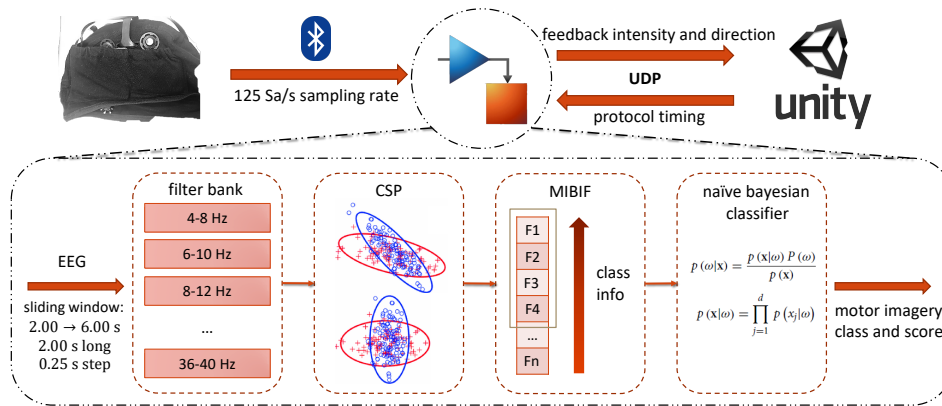 125 Sa/s sampling rate
feedback intensity and direction
UDP
protocol timing
unity
EEG
sliding window:
2.00 → 6.00 s
2.00 s long
0.25 s step
filter bank
4-8 Hz
6-10 Hz
8-12 Hz
...
36-40 Hz
CSP
MIBIF
F1
F2
F3
F4
...
Fn
class
info
naïve bayesian
classifier
p (ω|x) = p (x|ω) P (ω) / p (x)
p (x|ω) = ∏_{j=1}^{d} p (x_j|ω)
motor imagery
class and score